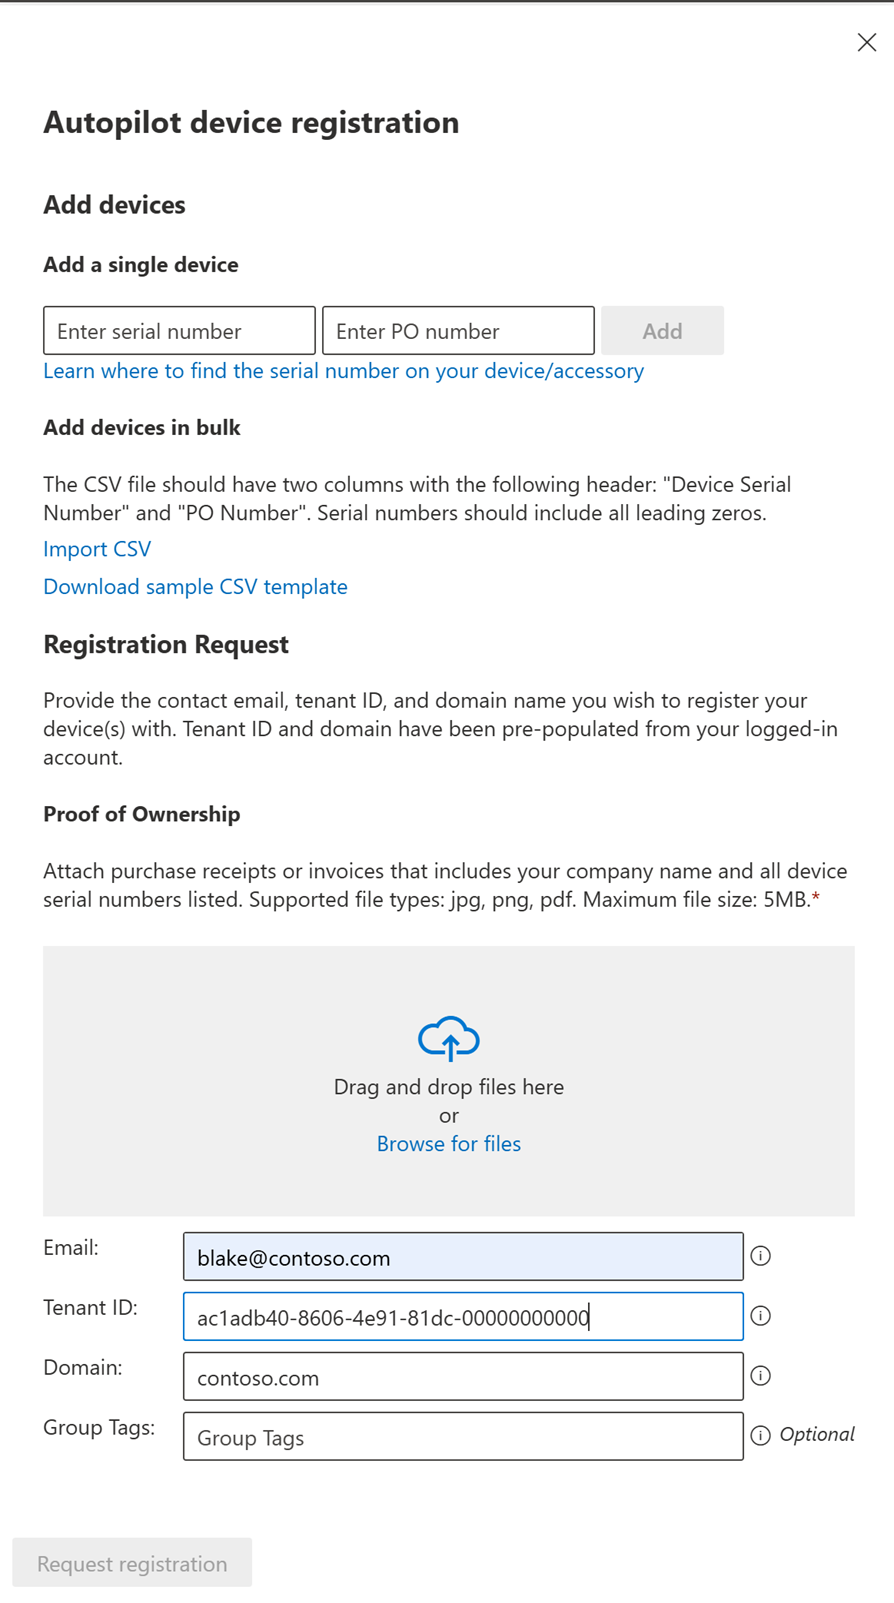 Autopilot device registration
Add devices
Add a single device
Enter serial number Enter PO number Add
Learn where to find the serial number on your device/accessory
Add devices in bulk
The CSV file should have two columns with the following header: "Device Serial
Number" and "PO Number". Serial numbers should include all leading zeros.
Import CSV
Download sample CSV template
Registration Request
Provide the contact email, tenant ID, and domain name you wish to register your
device(s) with. Tenant ID and domain have been pre-populated from your logged-in
account.
Proof of Ownership
Attach purchase receipts or invoices that includes your company name and all device
serial numbers listed. Supported file types: jpg, png, pdf. Maximum file size: 5MB.*
Drag and drop files here
or
Browse for files
Email: blake@contoso.com
Tenant ID: ac1adb40-8606-4e91-81dc-00000000000
Domain: contoso.com
Group Tags: Group Tags Optional
Request registration